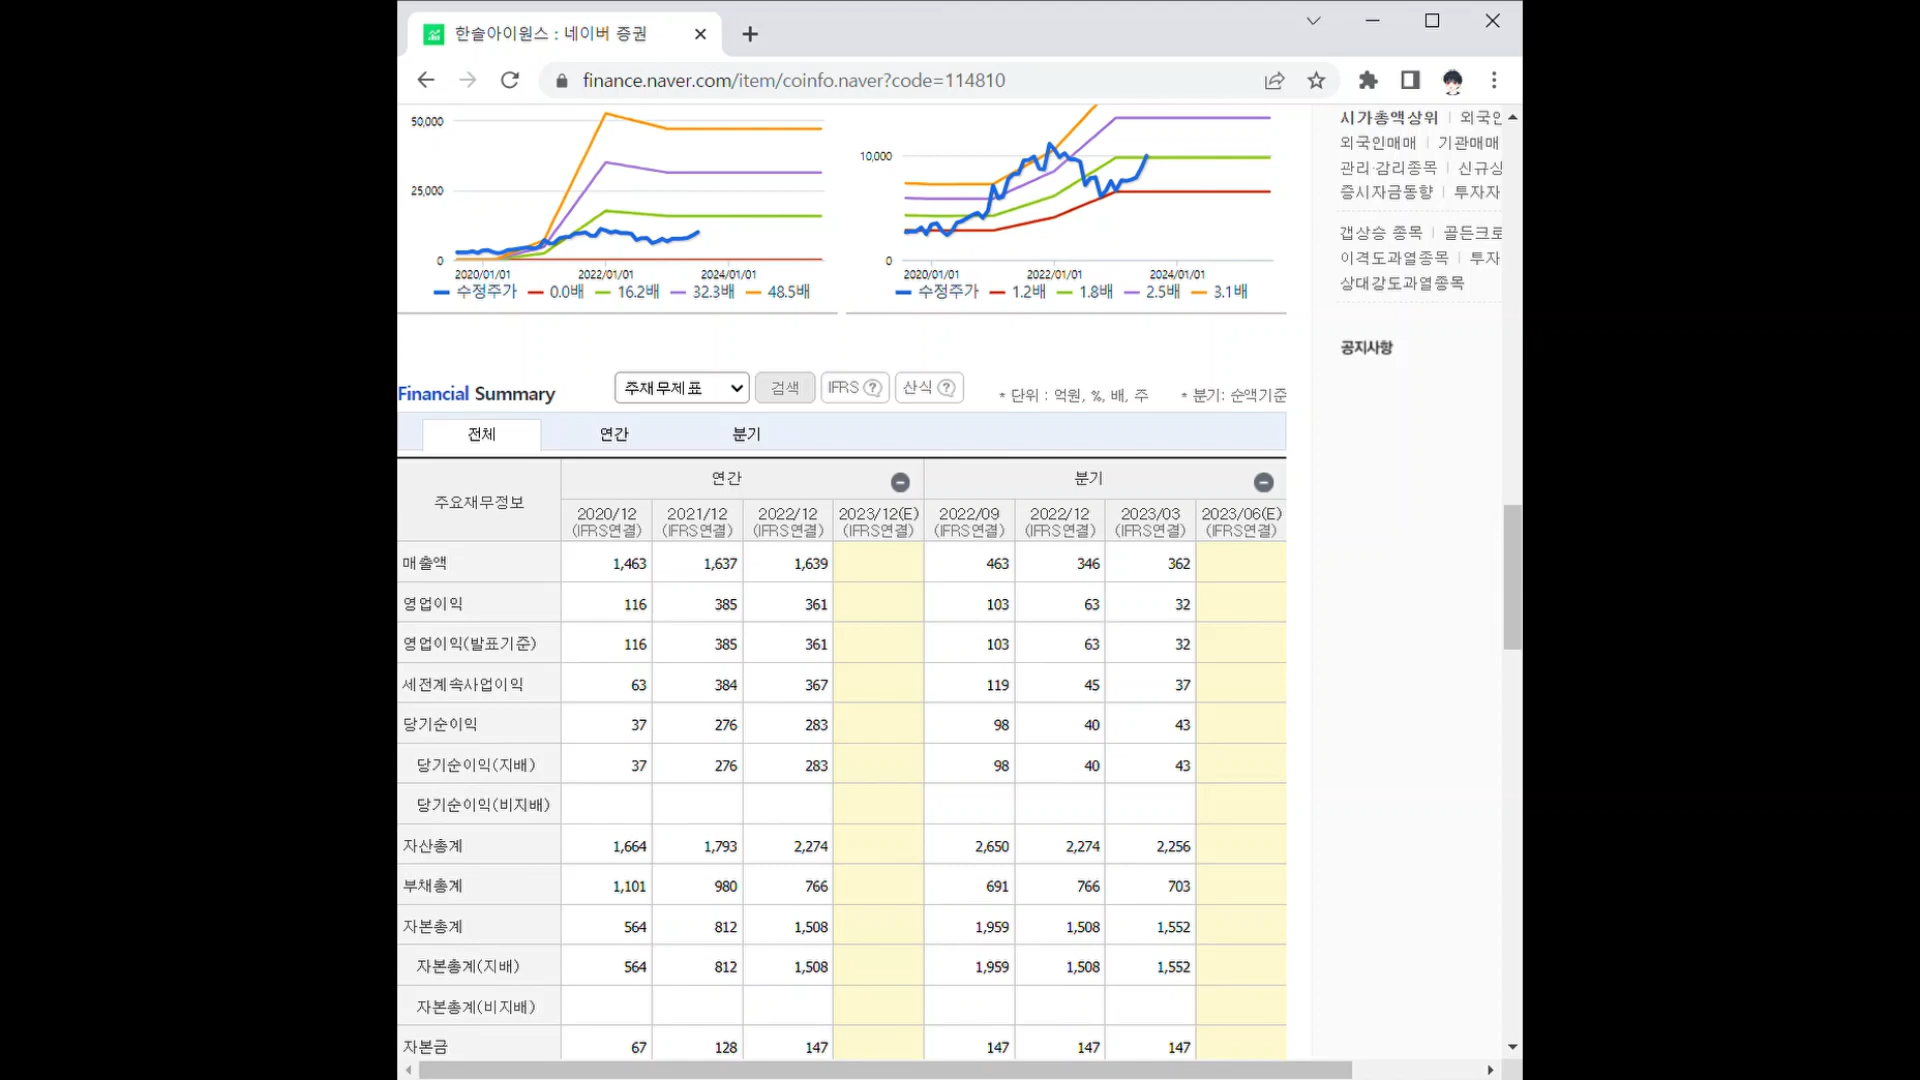 한솔아이원스 : 네이버 증권
finance.naver.com/item/coinfo.naver?code=114810
50,000
25,000
0
2020/01/01 2022/01/01 2024/01/01
수정주가 0.0배 16.2배 32.3배 48.5배
10,000
0
2020/01/01 2022/01/01 2024/01/01
수정주가 1.2배 1.8배 2.5배 3.1배
시가총액상위 외국인
외국인매매 기관매매
관리·감리종목 신규상
증시자금동향 투자자
갭상승 종목 골든크로
이격도과열종목 투자
상대강도과열종목
공지사항
Financial Summary 주재무제표 검색 IFRS ? 산식 ? * 단위 : 억원, %, 배, 주 * 분기: 순액기준
전체 연간 분기
주요재무정보 연간 분기
2020/12 2021/12 2022/12 2023/12(E) 2022/09 2022/12 2023/03 2023/06(E)
(IFRS연결) (IFRS연결) (IFRS연결) (IFRS연결) (IFRS연결) (IFRS연결) (IFRS연결) (IFRS연결)
매출액 1,463 1,637 1,639 463 346 362
영업이익 116 385 361 103 63 32
영업이익(발표기준) 116 385 361 103 63 32
세전계속사업이익 63 384 367 119 45 37
당기순이익 37 276 283 98 40 43
당기순이익(지배) 37 276 283 98 40 43
당기순이익(비지배)
자산총계 1,664 1,793 2,274 2,650 2,274 2,256
부채총계 1,101 980 766 691 766 703
자본총계 564 812 1,508 1,959 1,508 1,552
자본총계(지배) 564 812 1,508 1,959 1,508 1,552
자본총계(비지배)
자본금 67 128 147 147 147 147